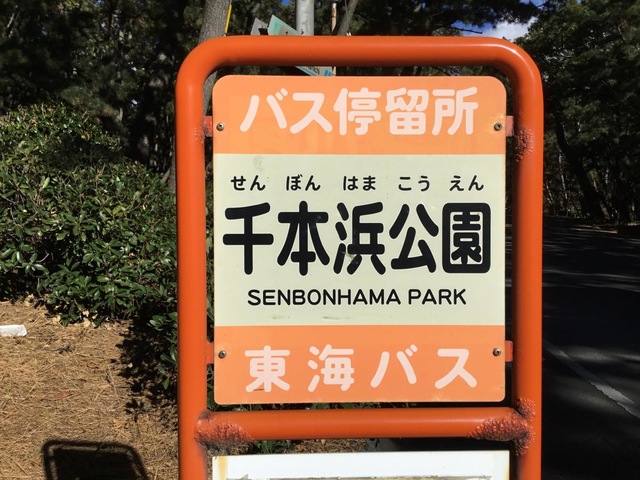 バス停留所
せん ぼん はま こう えん
千本浜公園
SENBONHAMA PARK
東海バス